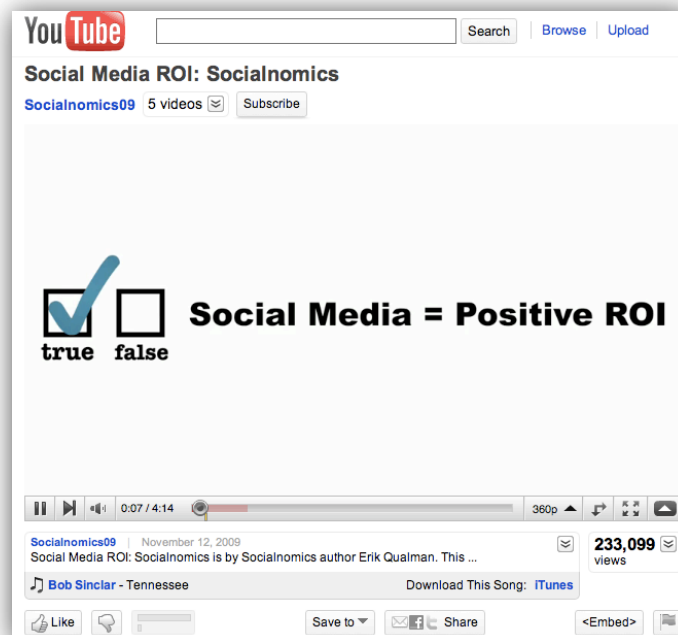 YouTube Search Browse Upload
Social Media ROI: Socialnomics
Socialnomics09 5 videos Subscribe
Social Media = Positive ROI
true false
0:07 / 4:14 360p
Socialnomics09 | November 12, 2009
Social Media ROI: Socialnomics is by Socialnomics author Erik Qualman. This ...
233,099
views
Bob Sinclar - Tennessee Download This Song: iTunes
Like Save to Share <Embed>